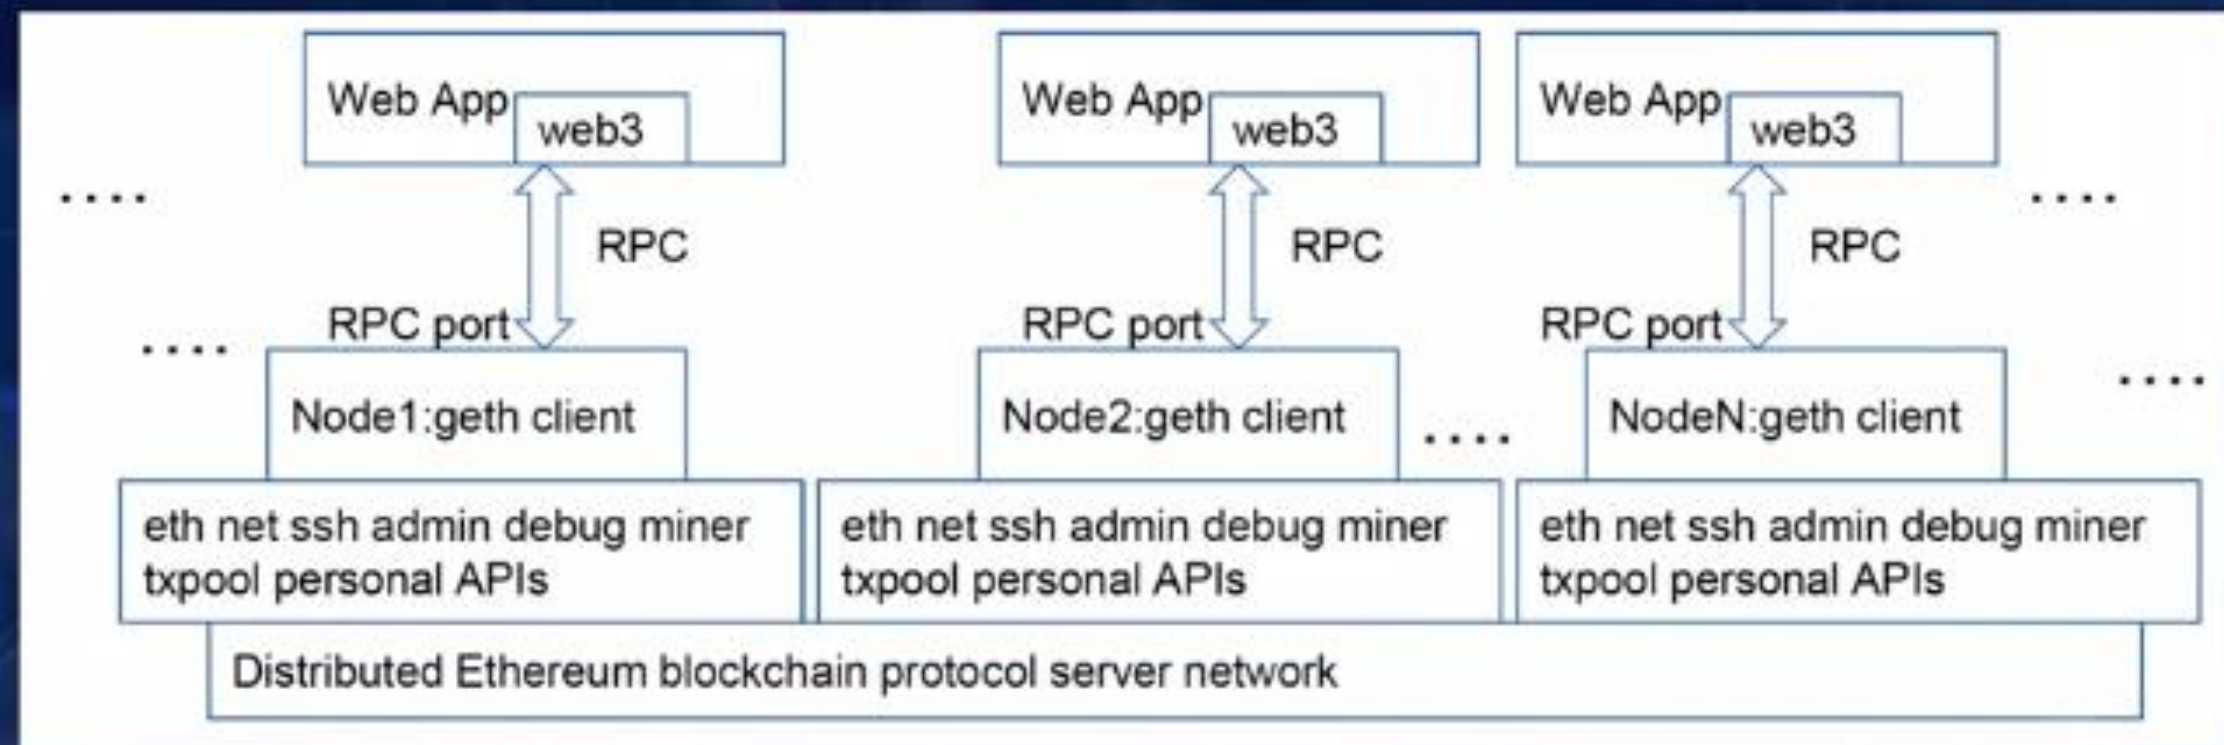 Web App
web3
Web App
web3
Web App
web3
....
....
RPC
RPC
RPC
RPC port
RPC port
RPC port
....
....
Node1:geth client
Node2:geth client
....
NodeN:geth client
eth net ssh admin debug miner
txpool personal APIs
eth net ssh admin debug miner
txpool personal APIs
eth net ssh admin debug miner
txpool personal APIs
Distributed Ethereum blockchain protocol server network